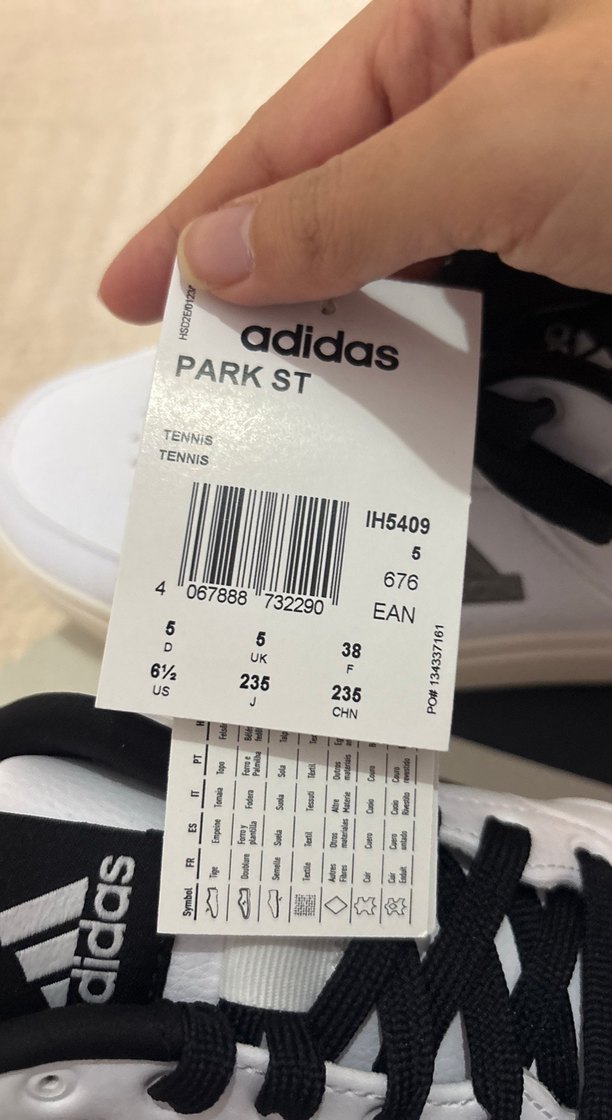 adidas
PARK ST
TENNIS
TENNIS
IH5409
5
676
EAN
4 067888 732290
5
D
5
UK
38
F
6½
US
235
J
235
CHN
PO# 134337161
PT
IT
ES
FR
Symbol
Topo
Tomaia
Empeine
Tige
Forro e Palmilha
Fodera
Forro y plantilla
Doublure
Sola
Suola
Suela
Semelle
Têxtil
Tessuti
Textil
Textile
Outros materiais
Altre Materie
Otros materiales
Autres Fibres
Couro
Cuoio
Cuero
Cuir
Couro revestido
Cuoio Rivestito
Cuero untado
Cuir Enduit
adidas